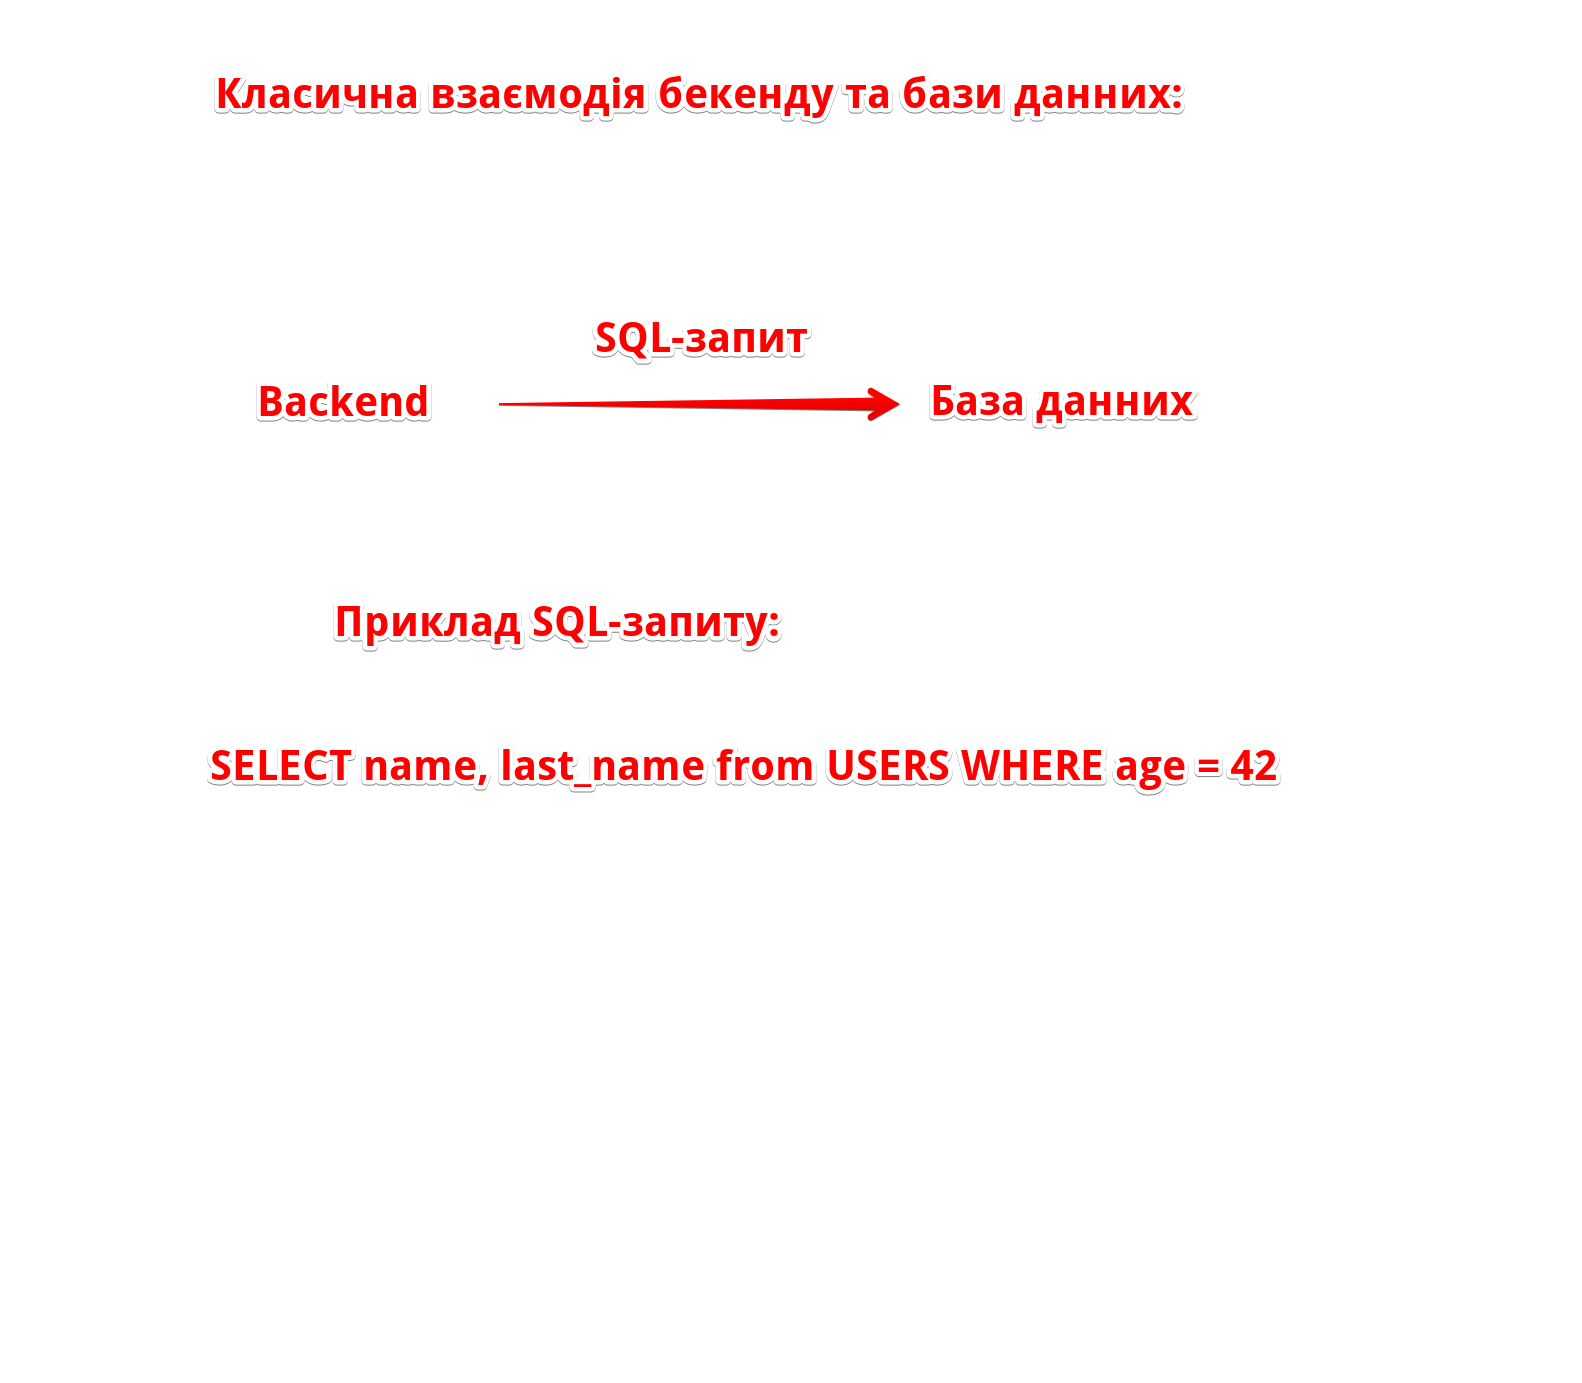 Класична взаємодія бекенду та бази данних:
SQL-запит
Backend
База данних
Приклад SQL-запиту:
SELECT name, last_name from USERS WHERE age = 42